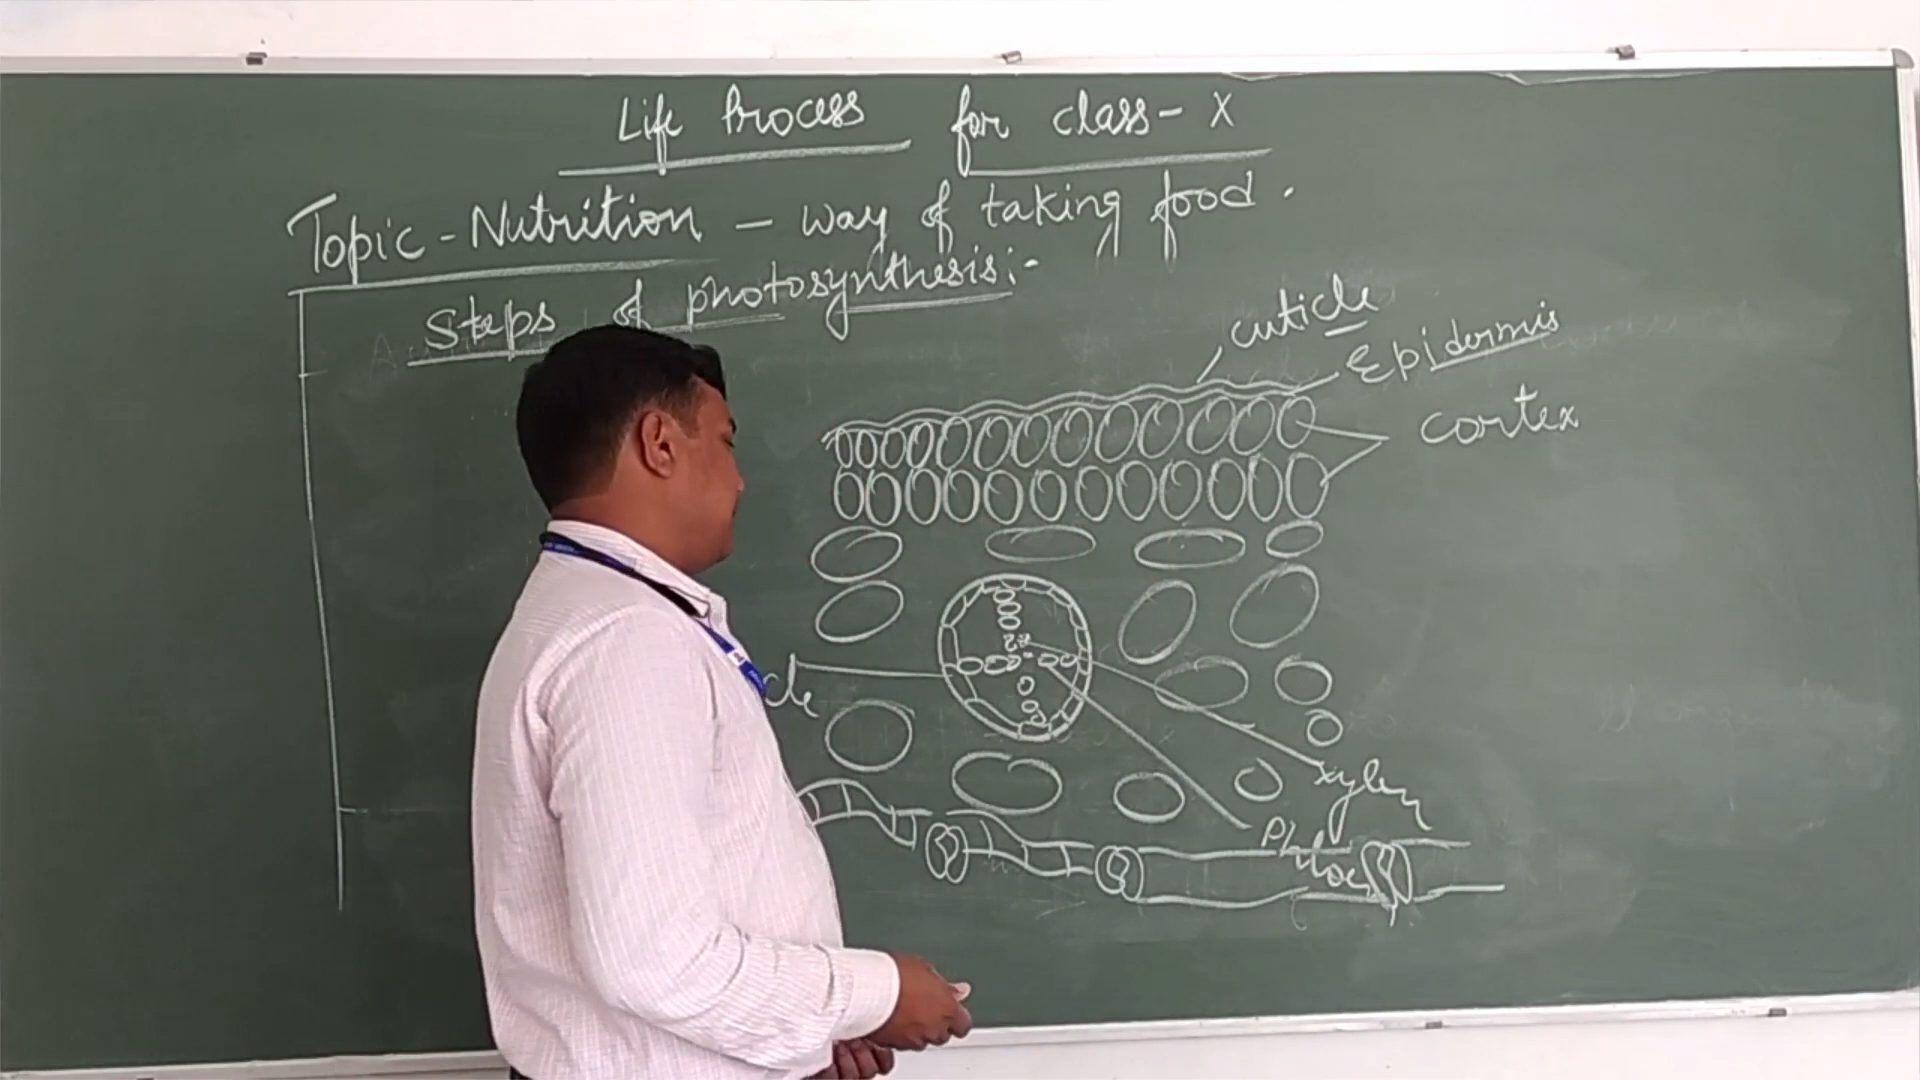 Life Process for class - X
Topic - Nutrition - way of taking food.
Steps of photosynthesis :-
cuticle
Epidermis
cortex
xylem
Phloem